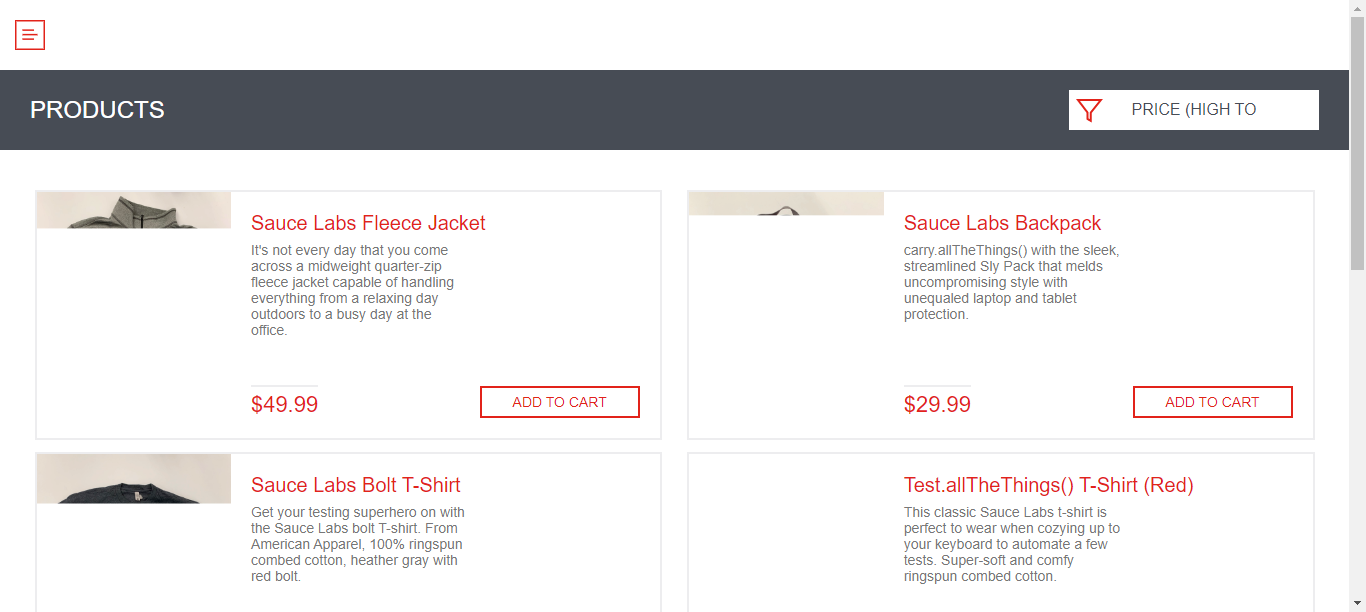 PRODUCTS
PRICE (HIGH TO
Sauce Labs Fleece Jacket
It's not every day that you come
across a midweight quarter-zip
fleece jacket capable of handling
everything from a relaxing day
outdoors to a busy day at the
office.
$49.99
ADD TO CART
Sauce Labs Backpack
carry.allTheThings() with the sleek,
streamlined Sly Pack that melds
uncompromising style with
unequaled laptop and tablet
protection.
$29.99
ADD TO CART
Sauce Labs Bolt T-Shirt
Get your testing superhero on with
the Sauce Labs bolt T-shirt. From
American Apparel, 100% ringspun
combed cotton, heather gray with
red bolt.
Test.allTheThings() T-Shirt (Red)
This classic Sauce Labs t-shirt is
perfect to wear when cozying up to
your keyboard to automate a few
tests. Super-soft and comfy
ringspun combed cotton.